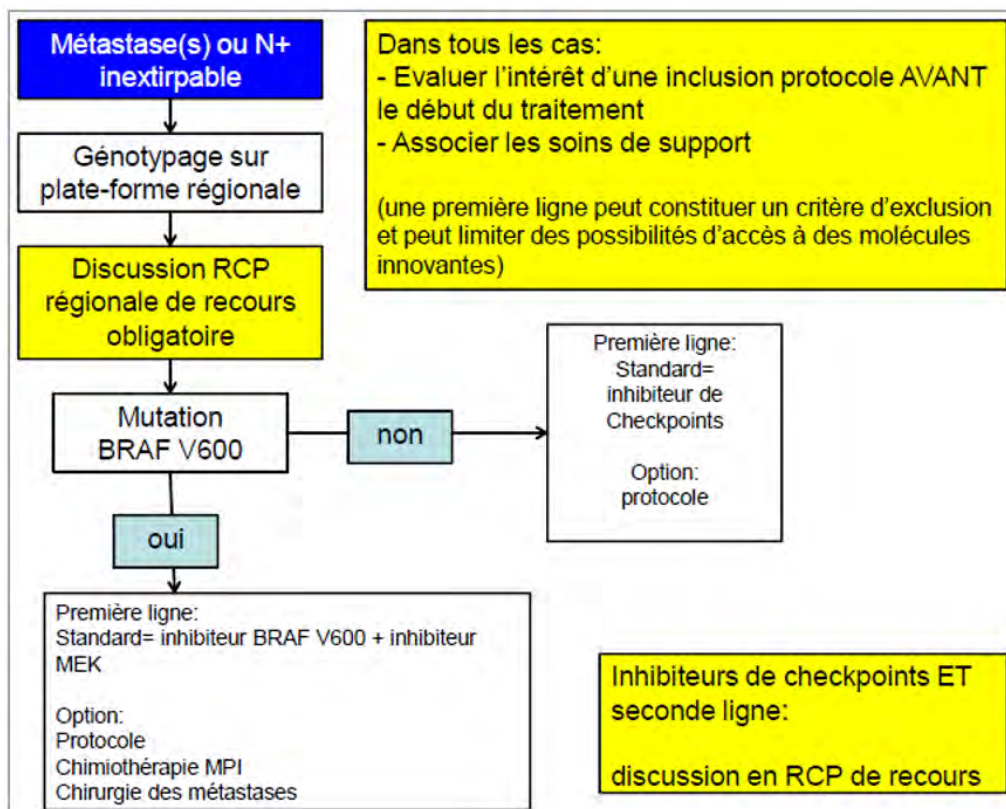 Métastase(s) ou N+
inextirpable
Génotypage sur
plate-forme régionale
Discussion RCP
régionale de recours
obligatoire
Mutation
BRAF V600
non
oui
Dans tous les cas:
- Evaluer l'intérêt d'une inclusion protocole AVANT
le début du traitement
- Associer les soins de support
(une première ligne peut constituer un critère d'exclusion
et peut limiter des possibilités d'accès à des molécules
innovantes)
Première ligne:
Standard=
inhibiteur de
Checkpoints
Option:
protocole
Première ligne:
Standard= inhibiteur BRAF V600 + inhibiteur
MEK
Option:
Protocole
Chimiothérapie MPI
Chirurgie des métastases
Inhibiteurs de checkpoints ET
seconde ligne:
discussion en RCP de recours